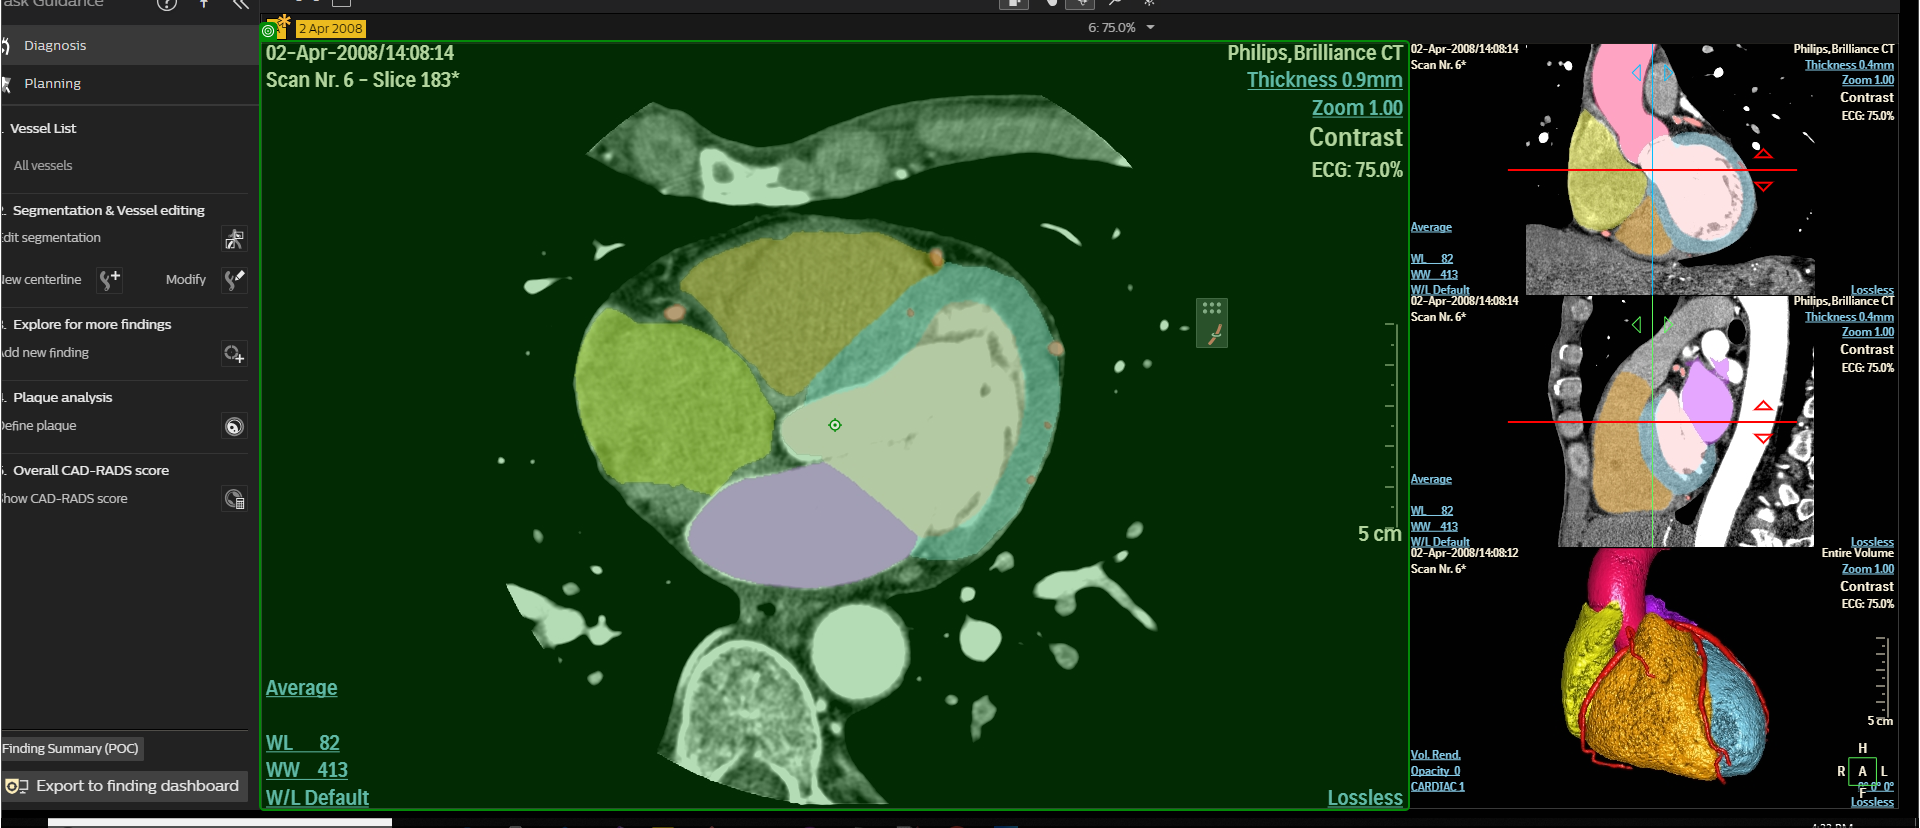 ask Guidance
Diagnosis
Planning
Vessel List
All vessels
2. Segmentation & Vessel editing
dit segmentation
ew centerline
Modify
Explore for more findings
dd new finding
Plaque analysis
efine plaque
Overall CAD-RADS score
how CAD-RADS score
Finding Summary (POC)
Export to finding dashboard
2 Apr 2008
6: 75.0%
02-Apr-2008/14:08:14
Scan Nr. 6 - Slice 183*
Philips,Brilliance CT
Thickness 0.9mm
Zoom 1.00
Contrast
ECG: 75.0%
5 cm
Average
WL 82
WW 413
W/L Default
Lossless
02-Apr-2008/14:08:14
Scan Nr. 6*
Philips,Brilliance CT
Thickness 0.4mm
Zoom 1.00
Contrast
ECG: 75.0%
Average
WL 82
WW 413
W/L Default
Lossless
02-Apr-2008/14:08:14
Scan Nr. 6*
Philips,Brilliance CT
Thickness 0.4mm
Zoom 1.00
Contrast
ECG: 75.0%
Average
WL 82
WW 413
W/L Default
Lossless
02-Apr-2008/14:08:12
Scan Nr. 6*
Entire Volume
Zoom 1.00
Contrast
ECG: 75.0%
5 cm
Vol. Rend.
Opacity 0
CARDIAC 1
H
R A L
F
0° 0° 0°
Lossless